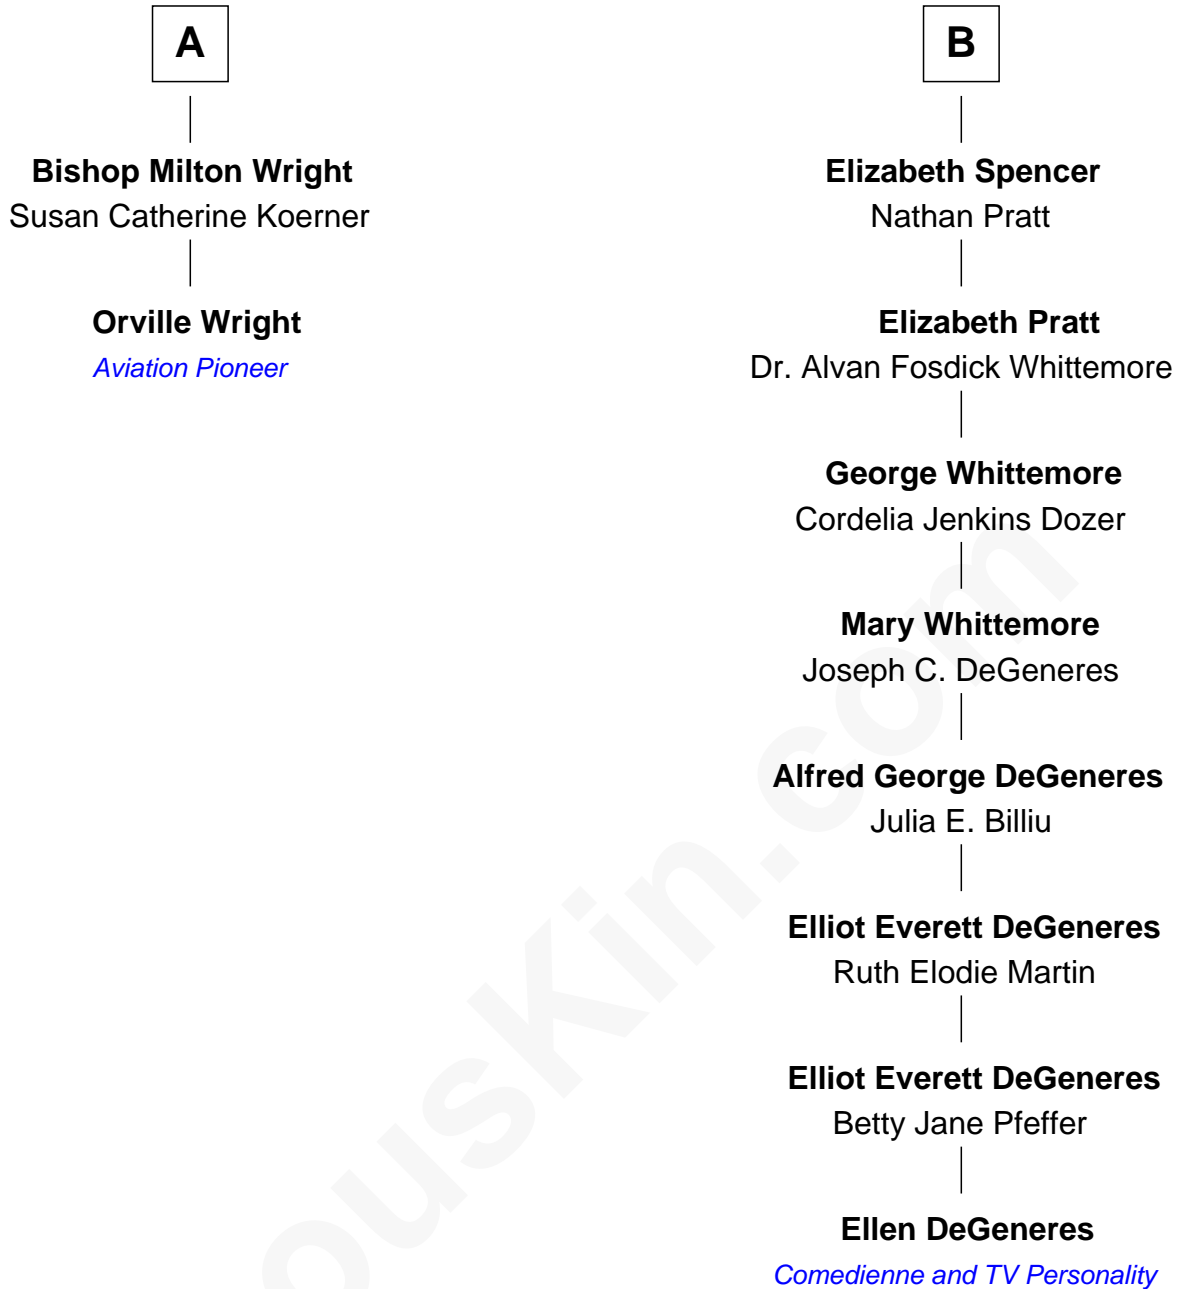 A
Bishop Milton Wright
Susan Catherine Koerner
Orville Wright
Aviation Pioneer
B
Elizabeth Spencer
Nathan Pratt
Elizabeth Pratt
Dr. Alvan Fosdick Whittemore
George Whittemore
Cordelia Jenkins Dozer
Mary Whittemore
Joseph C. DeGeneres
Alfred George DeGeneres
Julia E. Billiu
Elliot Everett DeGeneres
Ruth Elodie Martin
Elliot Everett DeGeneres
Betty Jane Pfeffer
Ellen DeGeneres
Comedienne and TV Personality
ousKin.com